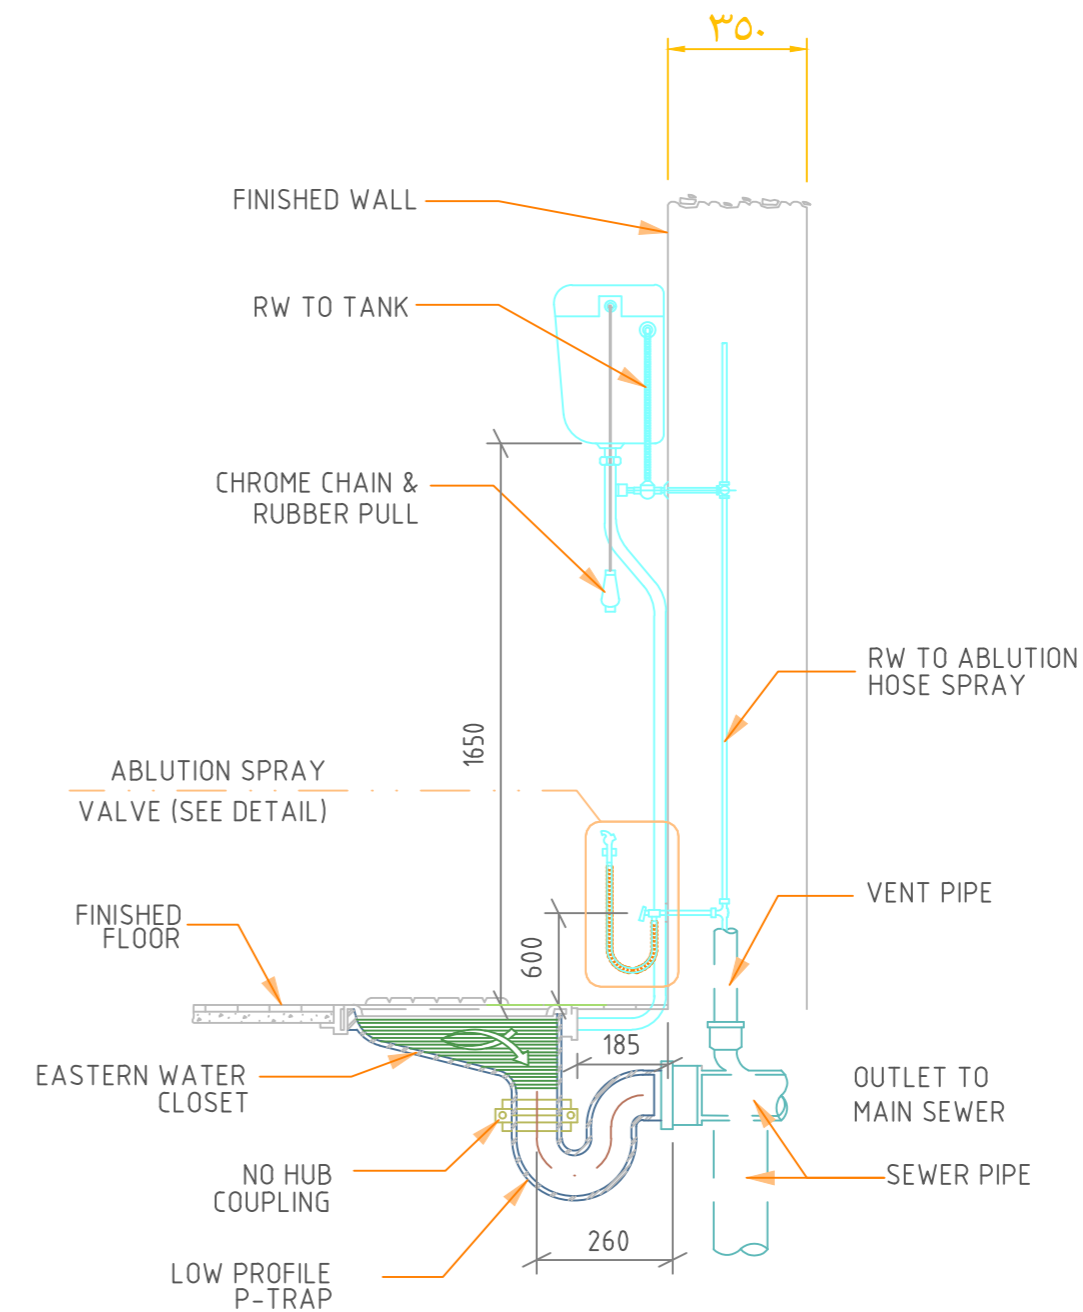 ٣٥٠
FINISHED WALL
RW TO TANK
CHROME CHAIN &
RUBBER PULL
RW TO ABLUTION
HOSE SPRAY
1650
ABLUTION SPRAY
VALVE (SEE DETAIL)
VENT PIPE
FINISHED
FLOOR
600
185
EASTERN WATER
CLOSET
OUTLET TO
MAIN SEWER
NO HUB
COUPLING
SEWER PIPE
260
LOW PROFILE
P-TRAP